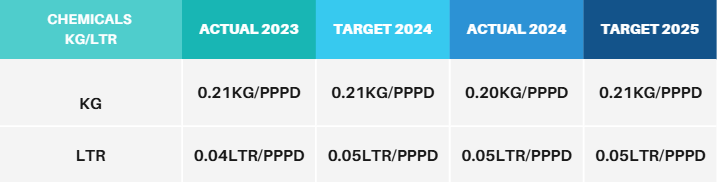 CHEMICALS
KG/LTR
ACTUAL 2023
TARGET 2024
ACTUAL 2024
TARGET 2025
KG
0.21KG/PPPD
0.21KG/PPPD
0.20KG/PPPD
0.21KG/PPPD
LTR
0.04LTR/PPPD
0.05LTR/PPPD
0.05LTR/PPPD
0.05LTR/PPPD